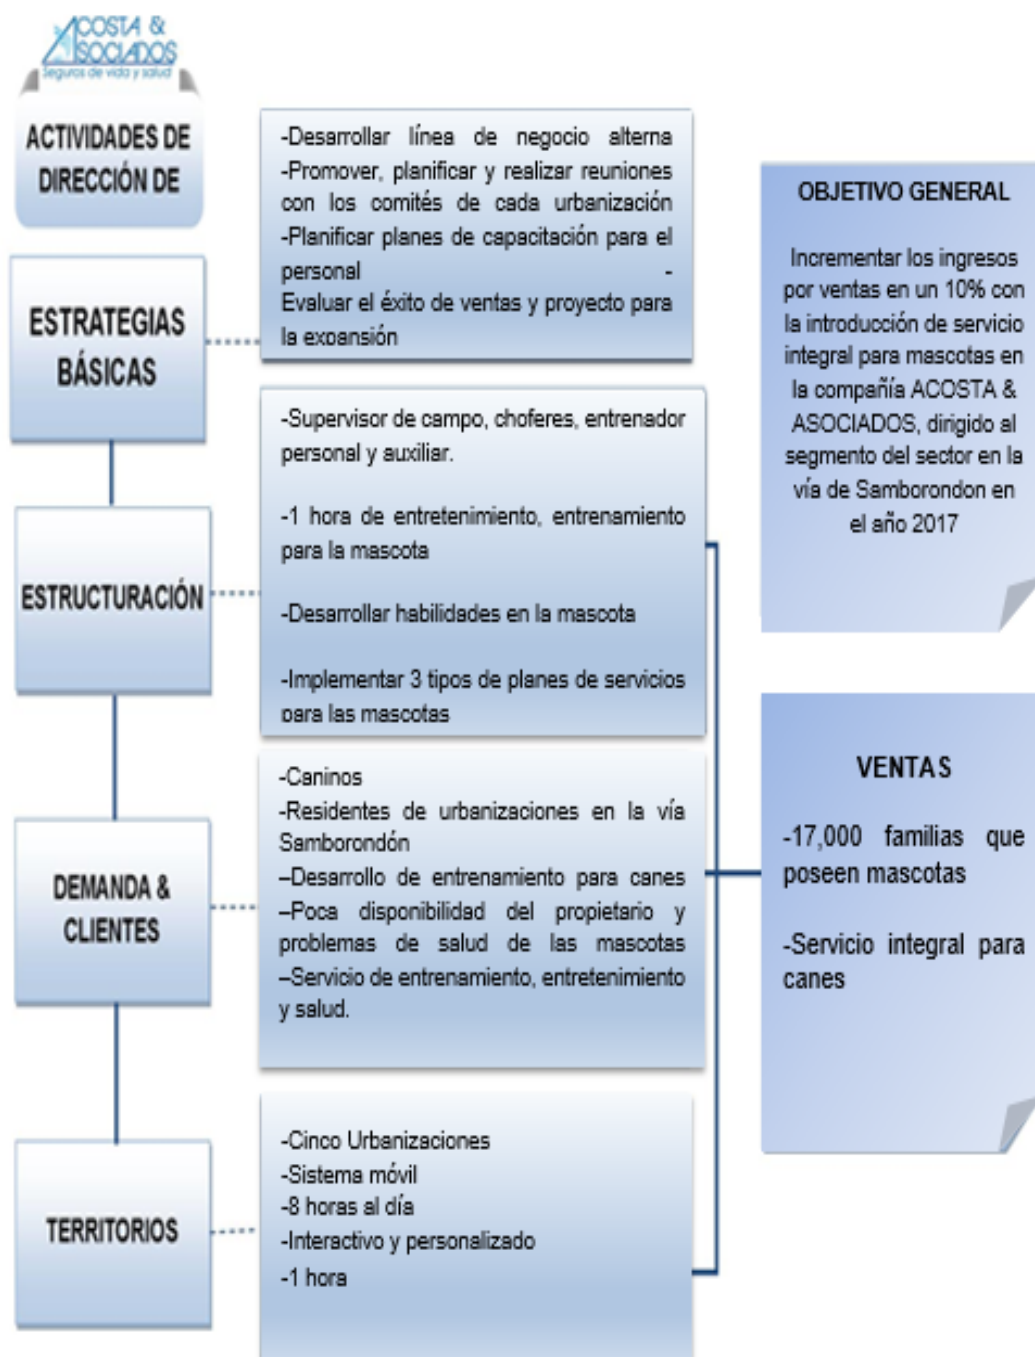 ACOSTA &
ASOCIADOS
Seguros de vida y salud
ACTIVIDADES DE
DIRECCIÓN DE
ESTRATEGIAS
BÁSICAS
-Desarrollar línea de negocio alterna
-Promover, planificar y realizar reuniones
con los comités de cada urbanización
-Planificar planes de capacitación para el
personal -
Evaluar el éxito de ventas y proyecto para
la expansión
ESTRUCTURACIÓN
-Supervisor de campo, choferes, entrenador
personal y auxiliar.
-1 hora de entretenimiento, entrenamiento
para la mascota
-Desarrollar habilidades en la mascota
-Implementar 3 tipos de planes de servicios
para las mascotas
DEMANDA &
CLIENTES
-Caninos
-Residentes de urbanizaciones en la vía
Samborondón
–Desarrollo de entrenamiento para canes
–Poca disponibilidad del propietario y
problemas de salud de las mascotas
–Servicio de entrenamiento, entretenimiento
y salud.
TERRITORIOS
-Cinco Urbanizaciones
-Sistema móvil
-8 horas al día
-Interactivo y personalizado
-1 hora
OBJETIVO GENERAL
Incrementar los ingresos
por ventas en un 10% con
la introducción de servicio
integral para mascotas en
la compañía ACOSTA &
ASOCIADOS, dirigido al
segmento del sector en la
vía de Samborondon en
el año 2017
VENTAS
-17,000 familias que
poseen mascotas
-Servicio integral para
canes